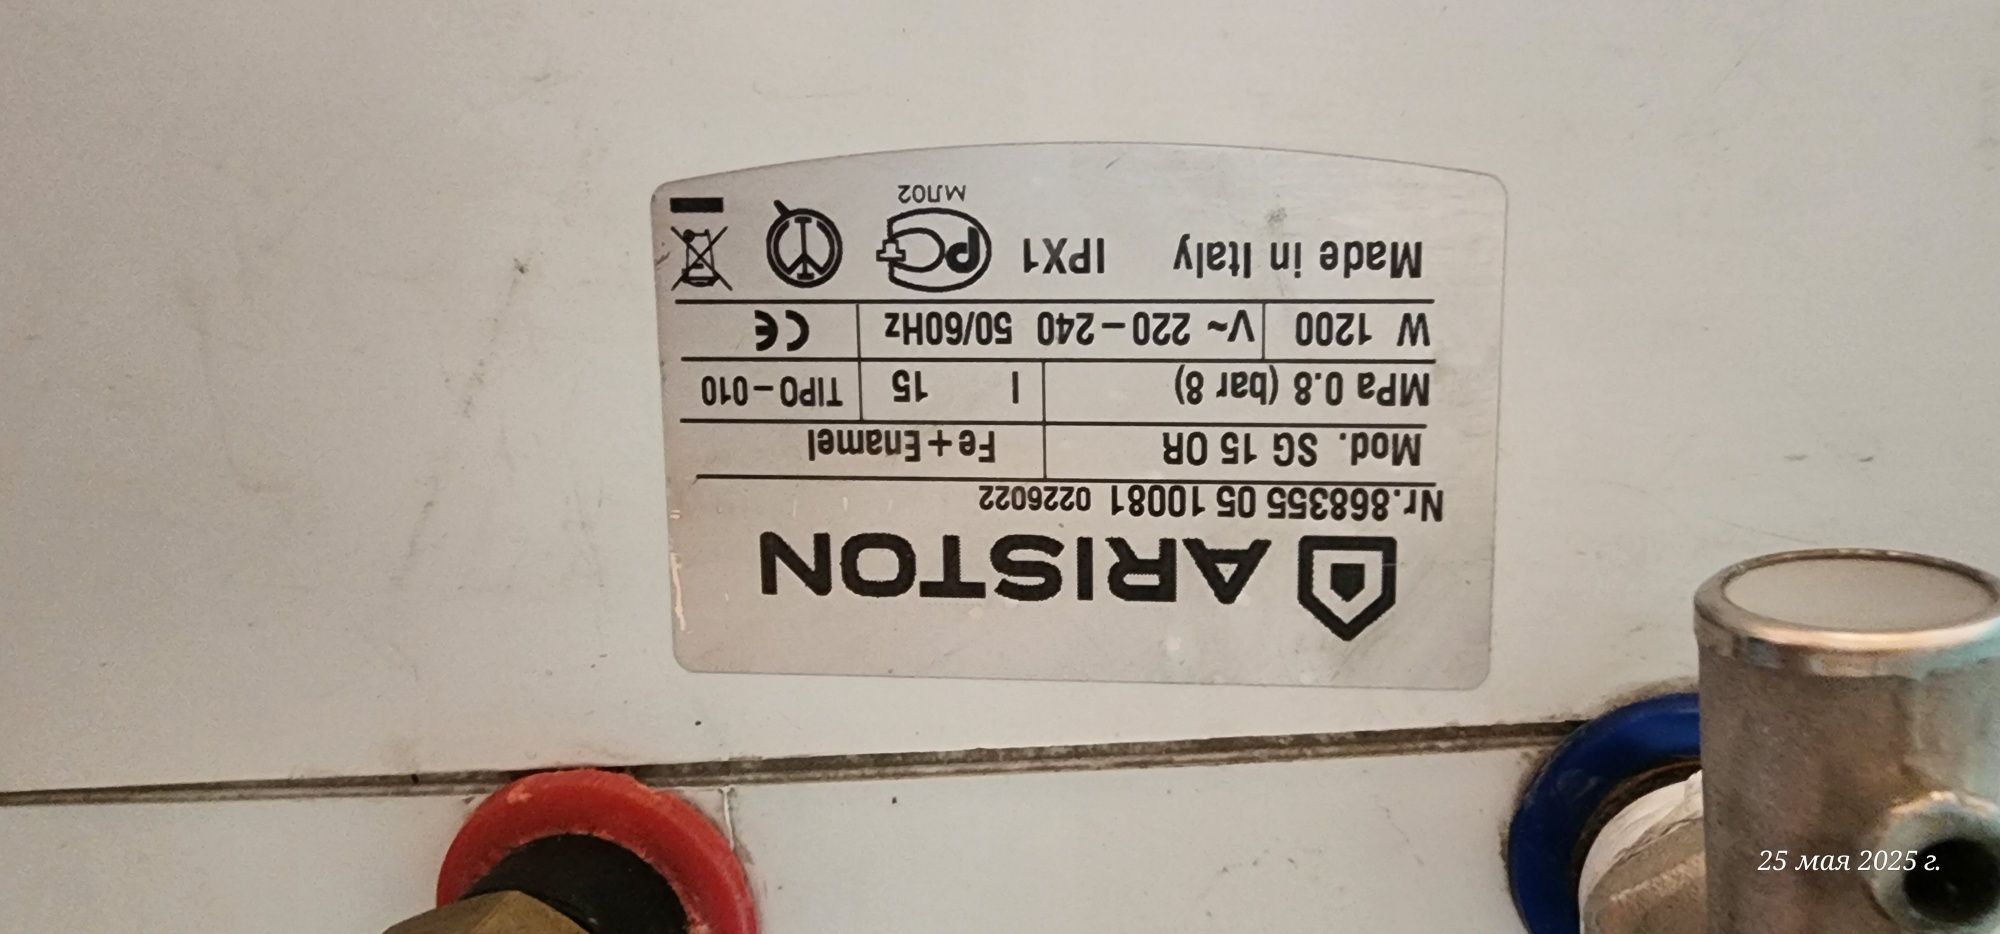 ARISTON
Nr.868355 05 10081 0226022
Mod. SG 15 OR Fe+Enamel
MPa 0.8 (bar 8) l 15 TIPO-010
W 1200 V~ 220-240 50/60Hz CE
Made in Italy IPX1 PC
МЛ02
25 мая 2025 г.